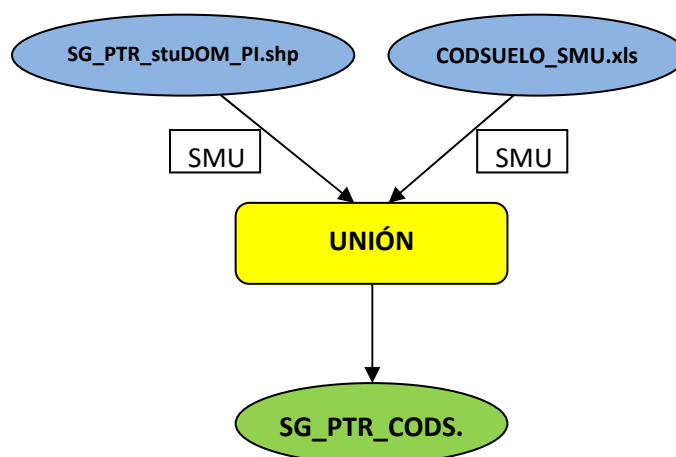 SG_PTR_stuDOM_PI.shp
CODSUELO_SMU.xls
SMU
SMU
UNIÓN
SG_PTR_CODS.